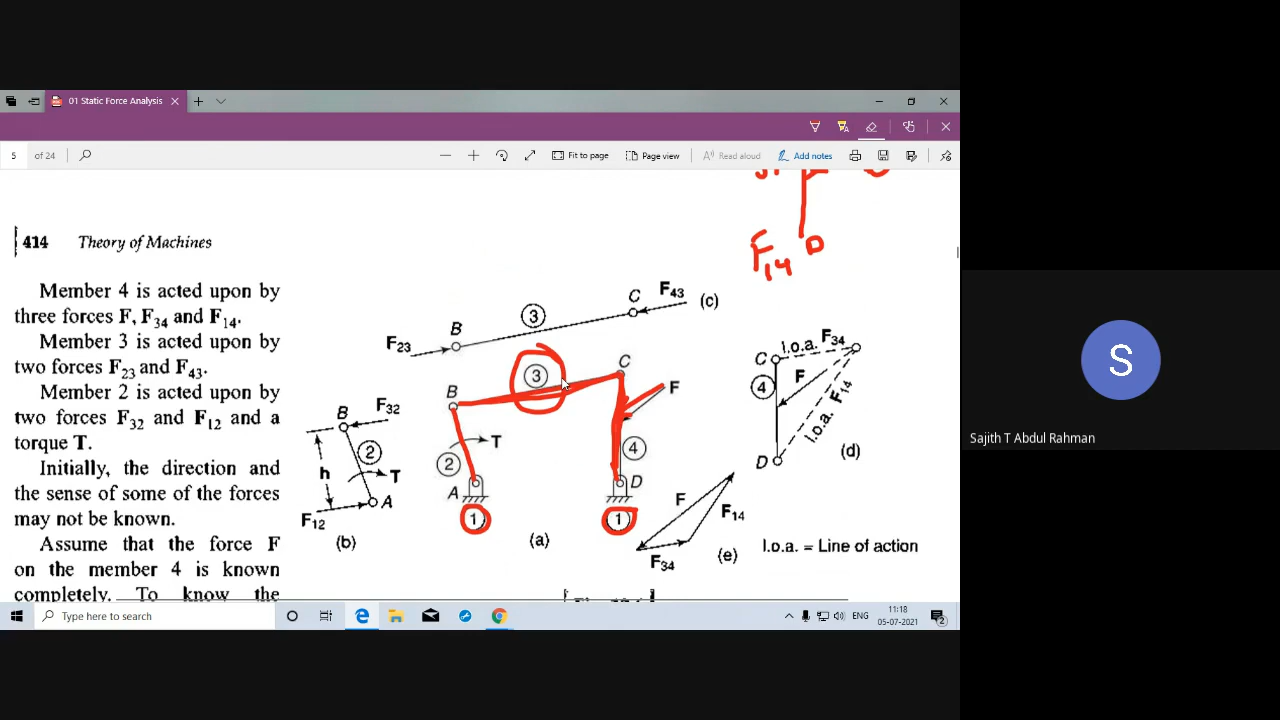 01 Static Force Analysis
5 of 24
Fit to page
Page view
Read aloud
Add notes
F14 D
414 Theory of Machines
Member 4 is acted upon by
three forces F, F34 and F14.
Member 3 is acted upon by
two forces F23 and F43.
Member 2 is acted upon by
two forces F32 and F12 and a
torque T.
Initially, the direction and
the sense of some of the forces
may not be known.
Assume that the force F
on the member 4 is known
completely. To know the
F23 B 3 C F43 (c)
B F32
2
h
T
F12 A
(b)
B 3 C
F
2 T 4
A D
1 1
(a)
C l.o.a. F34
4 F
l.o.a. F14
D
(d)
F F14
F34 (e)
l.o.a. = Line of action
Type here to search
ENG
11:18
05-07-2021
2
S
Sajith T Abdul Rahman